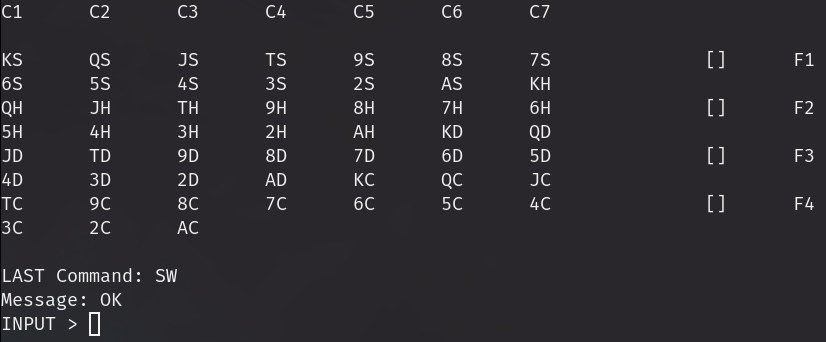 C1 C2 C3 C4 C5 C6 C7
KS QS JS TS 9S 8S 7S [] F1
6S 5S 4S 3S 2S AS KH
QH JH TH 9H 8H 7H 6H [] F2
5H 4H 3H 2H AH KD QD
JD TD 9D 8D 7D 6D 5D [] F3
4D 3D 2D AD KC QC JC
TC 9C 8C 7C 6C 5C 4C [] F4
3C 2C AC
LAST Command: SW
Message: OK
INPUT >